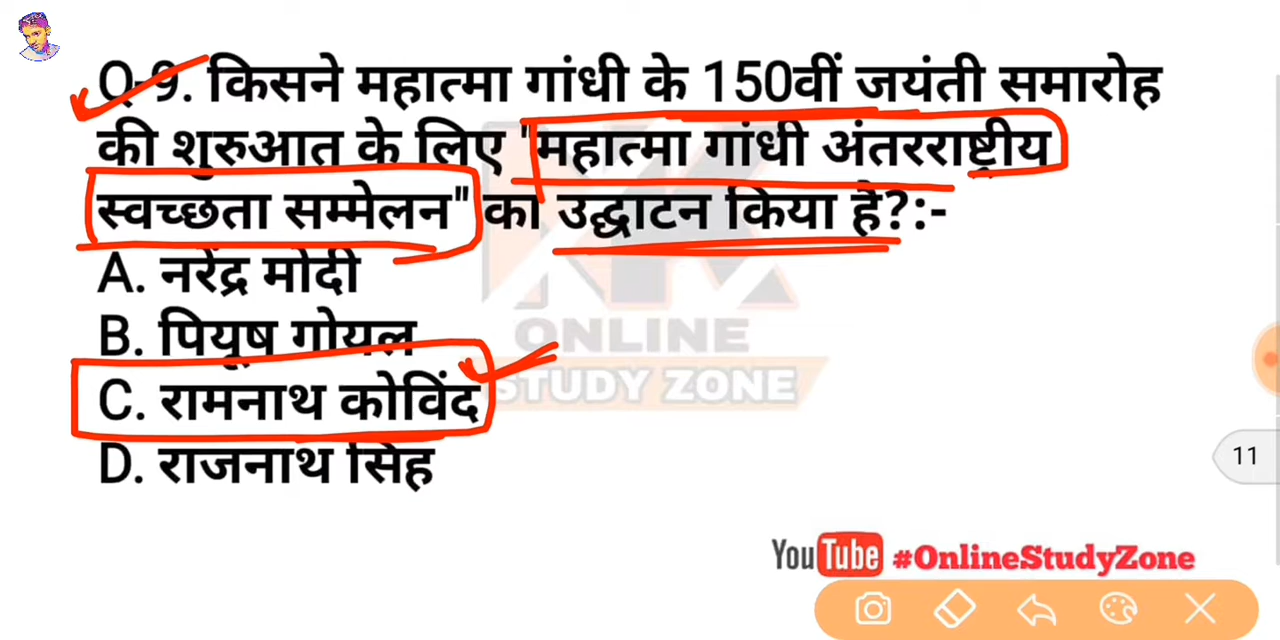 Q-9. किसने महात्मा गांधी के 150वीं जयंती समारोह
की शुरुआत के लिए "महात्मा गांधी अंतरराष्ट्रीय
स्वच्छता सम्मेलन" का उद्घाटन किया है?:-
A. नरेंद्र मोदी
B. पियूष गोयल
C. रामनाथ कोविंद
D. राजनाथ सिंह
ONLINE
STUDY ZONE
11
YouTube #OnlineStudyZone